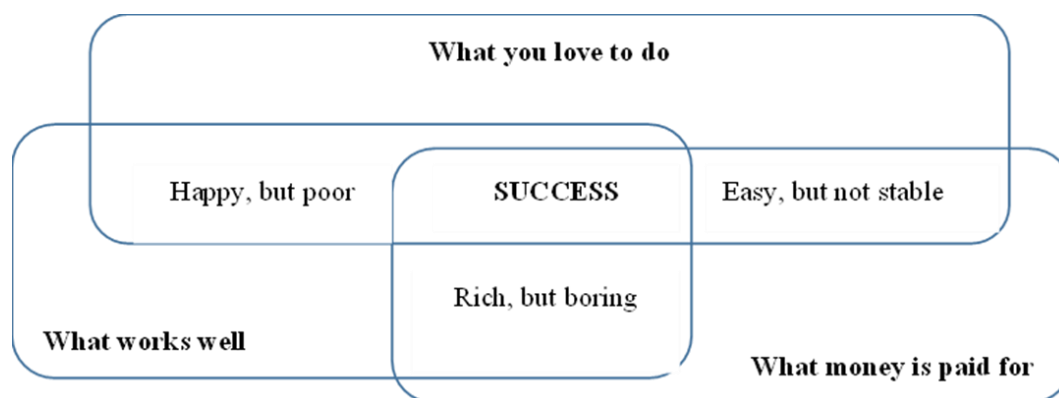 What you love to do
Happy, but poor
SUCCESS
Easy, but not stable
Rich, but boring
What works well
What money is paid for